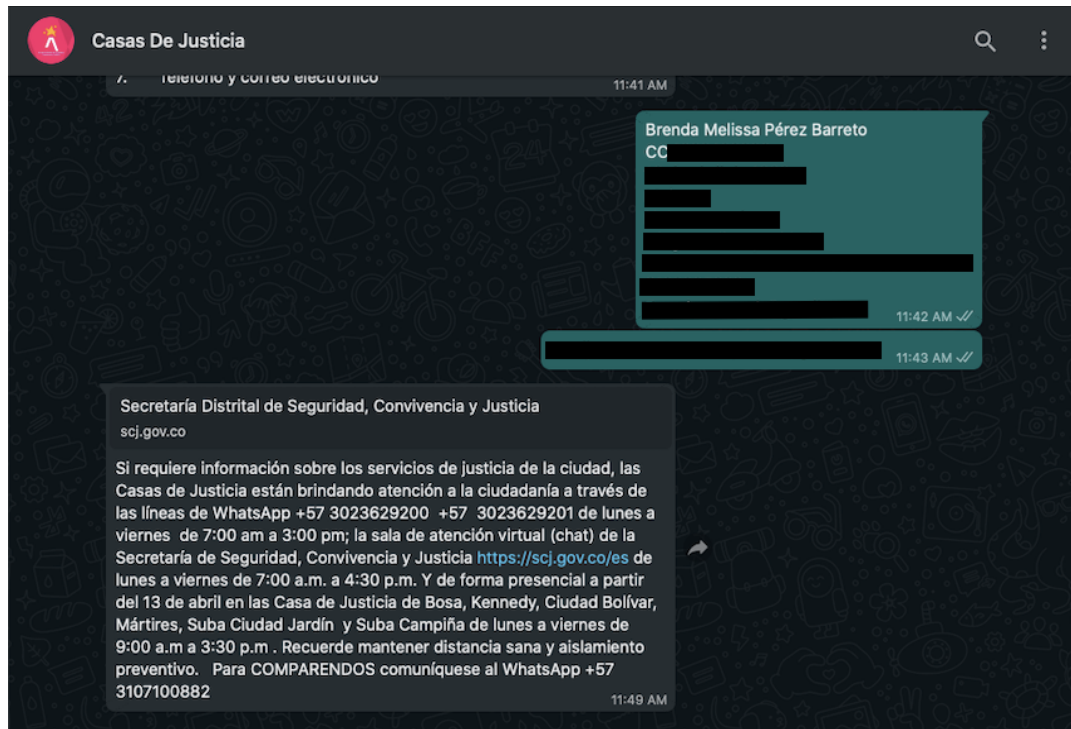 Casas De Justicia
7. Teléfono y correo electrónico
11:41 AM
Brenda Melissa Pérez Barreto
CC
11:42 AM
11:43 AM
Secretaría Distrital de Seguridad, Convivencia y Justicia
scj.gov.co
Si requiere información sobre los servicios de justicia de la ciudad, las
Casas de Justicia están brindando atención a la ciudadanía a través de
las líneas de WhatsApp +57 3023629200 +57 3023629201 de lunes a
viernes de 7:00 am a 3:00 pm; la sala de atención virtual (chat) de la
Secretaría de Seguridad, Convivencia y Justicia https://scj.gov.co/es de
lunes a viernes de 7:00 a.m. a 4:30 p.m. Y de forma presencial a partir
del 13 de abril en las Casa de Justicia de Bosa, Kennedy, Ciudad Bolívar,
Mártires, Suba Ciudad Jardín y Suba Campiña de lunes a viernes de
9:00 a.m a 3:30 p.m . Recuerde mantener distancia sana y aislamiento
preventivo. Para COMPARENDOS comuníquese al WhatsApp +57
3107100882
11:49 AM